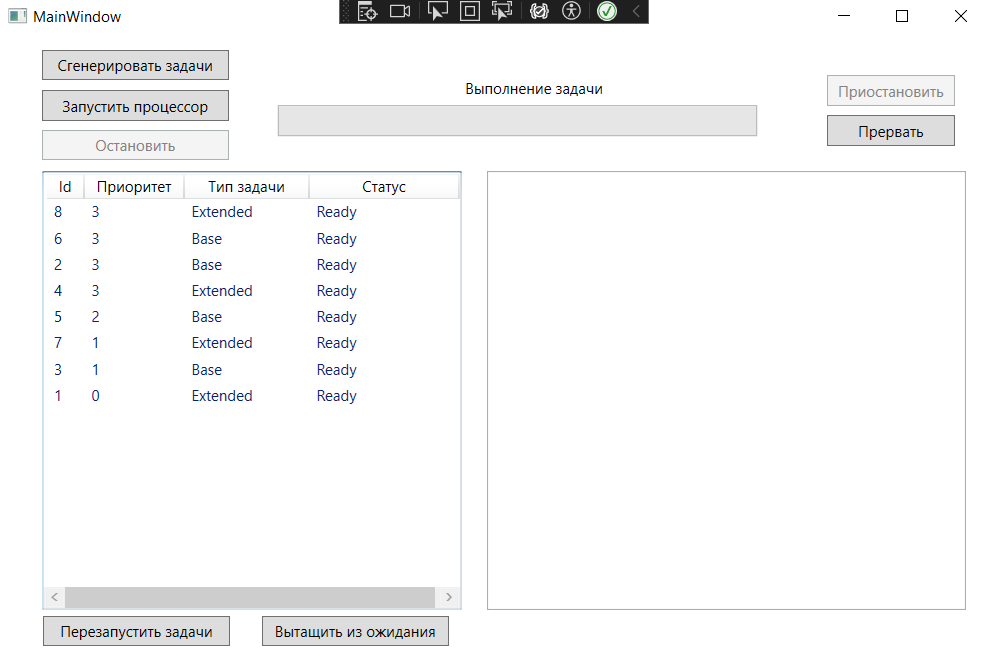 MainWindow
Сгенерировать задачи
Запустить процессор
Остановить
Выполнение задачи
Приостановить
Прервать
Id Приоритет Тип задачи Статус
8 3 Extended Ready
6 3 Base Ready
2 3 Base Ready
4 3 Extended Ready
5 2 Base Ready
7 1 Extended Ready
3 1 Base Ready
1 0 Extended Ready
Перезапустить задачи Вытащить из ожидания